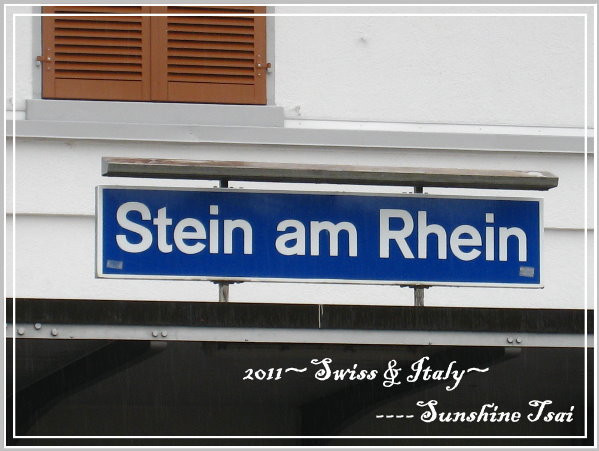 Stein am Rhein
2011~Swiss & Italy~
---- Sunshine Tsai